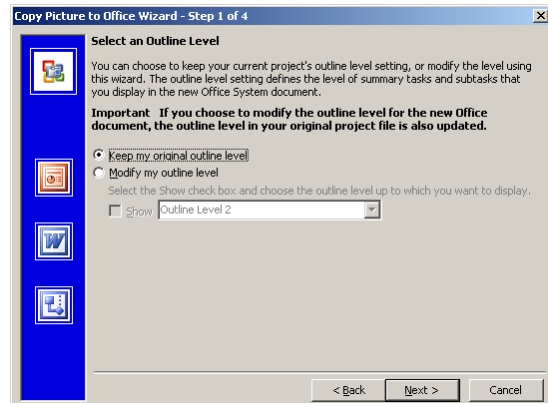 Copy Picture to Office Wizard - Step 1 of 4
Select an Outline Level
You can choose to keep your current project's outline level setting, or modify the level using
this wizard. The outline level setting defines the level of summary tasks and subtasks that
you display in the new Office System document.
Important If you choose to modify the outline level for the new Office
document, the outline level in your original project file is also updated.
Keep my original outline level
Modify my outline level
Select the Show check box and choose the outline level up to which you want to display.
Show Outline Level 2
< Back Next > Cancel